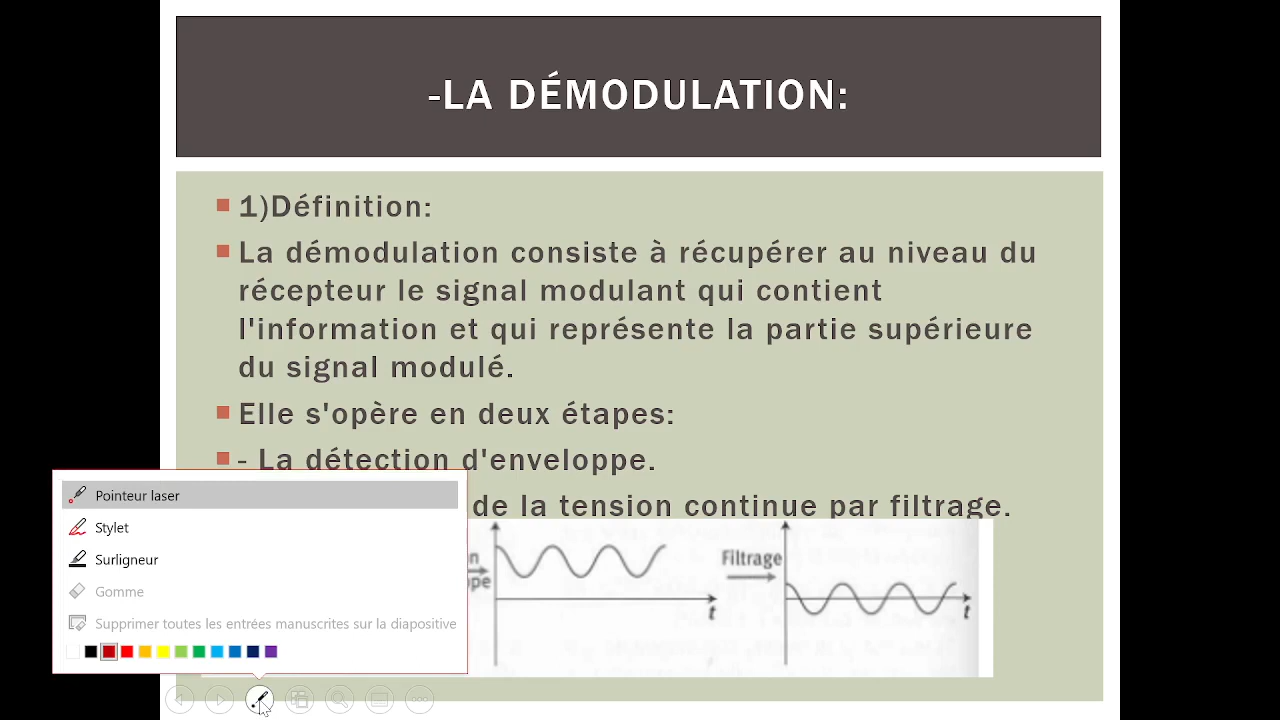 -LA DÉMODULATION:
1)Définition:
La démodulation consiste à récupérer au niveau du
récepteur le signal modulant qui contient
l'information et qui représente la partie supérieure
du signal modulé.
Elle s'opère en deux étapes:
- La détection d'enveloppe.
de la tension continue par filtrage.
Pointeur laser
Stylet
Surligneur
Gomme
Supprimer toutes les entrées manuscrites sur la diapositive
t
Filtrage
t